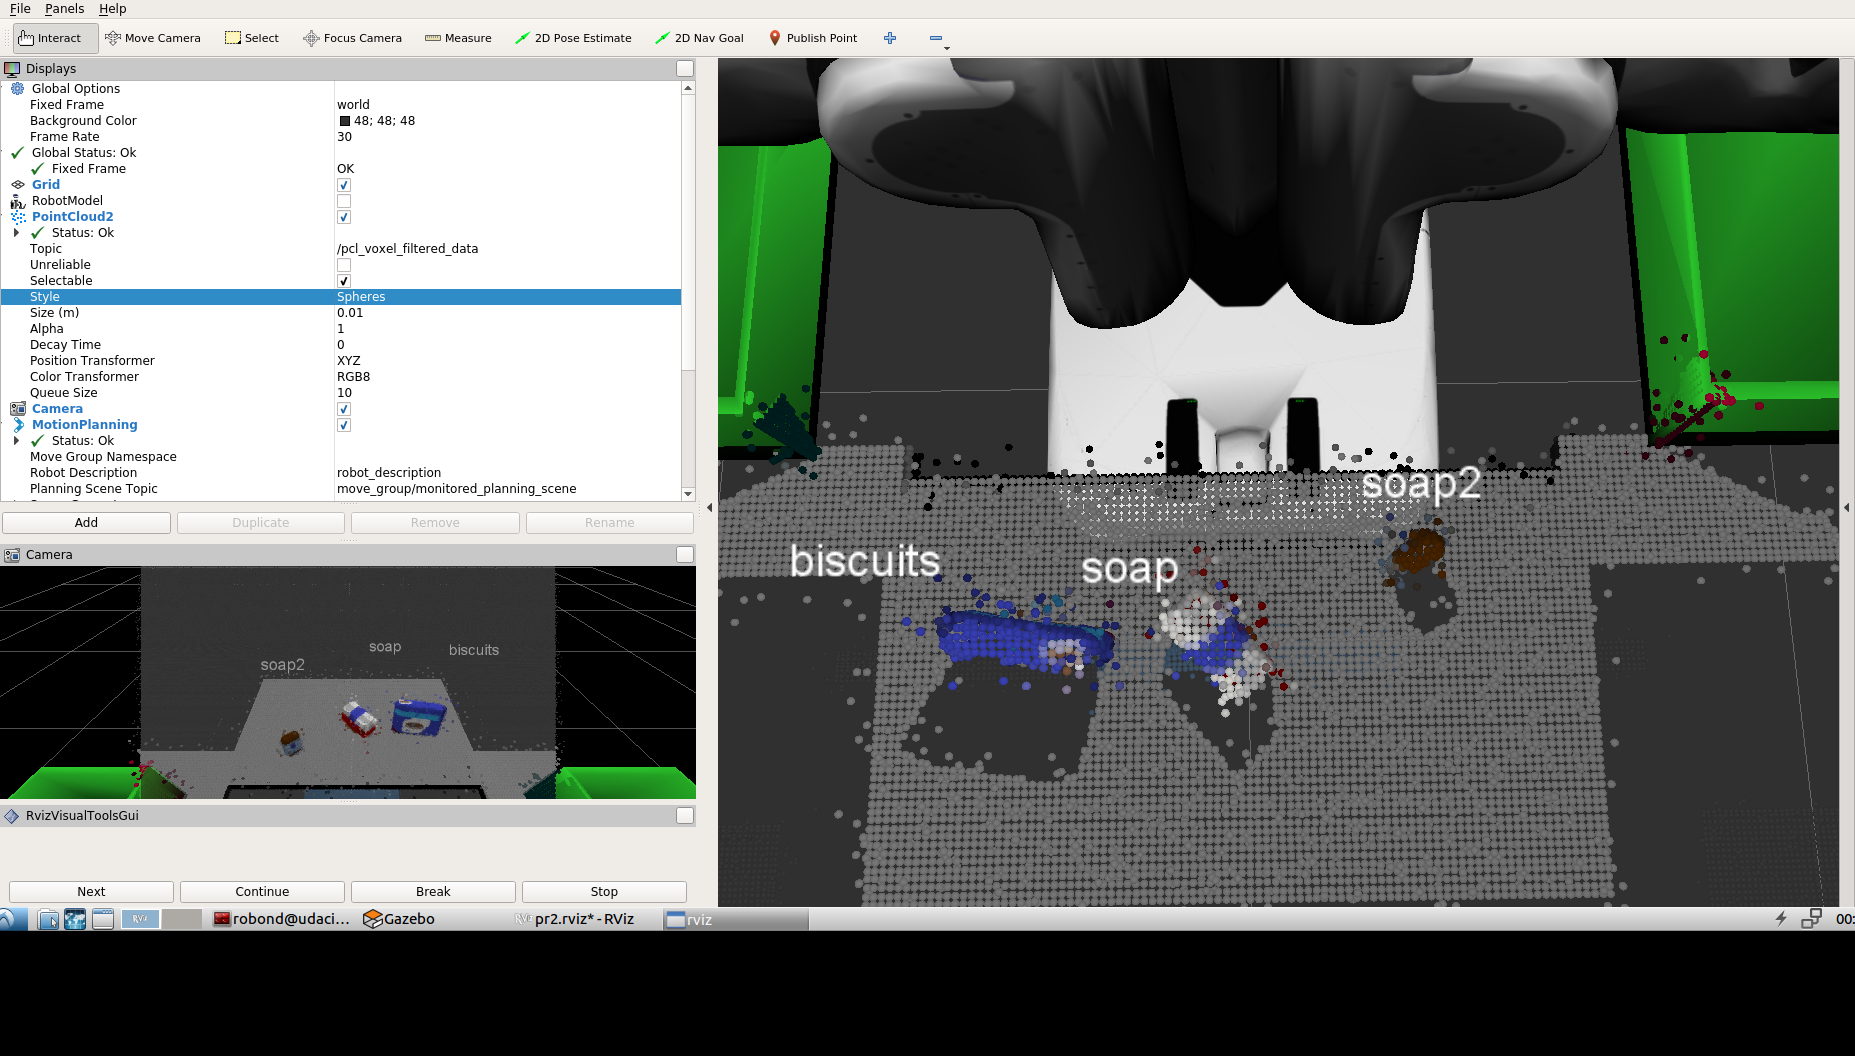 File Panels Help
Interact Move Camera Select Focus Camera Measure 2D Pose Estimate 2D Nav Goal Publish Point
Displays
Global Options
Fixed Frame world
Background Color 48; 48; 48
Frame Rate 30
Global Status: Ok
Fixed Frame OK
Grid
RobotModel
PointCloud2
Status: Ok
Topic /pcl_voxel_filtered_data
Unreliable
Selectable
Style Spheres
Size (m) 0.01
Alpha 1
Decay Time 0
Position Transformer XYZ
Color Transformer RGB8
Queue Size 10
Camera
MotionPlanning
Status: Ok
Move Group Namespace
Robot Description robot_description
Planning Scene Topic move_group/monitored_planning_scene
Add Duplicate Remove Rename
Camera
soap2 soap biscuits
RvizVisualToolsGui
Next Continue Break Stop
biscuits soap soap2
robond@udaci... Gazebo pr2.rviz* - RViz rviz 00: